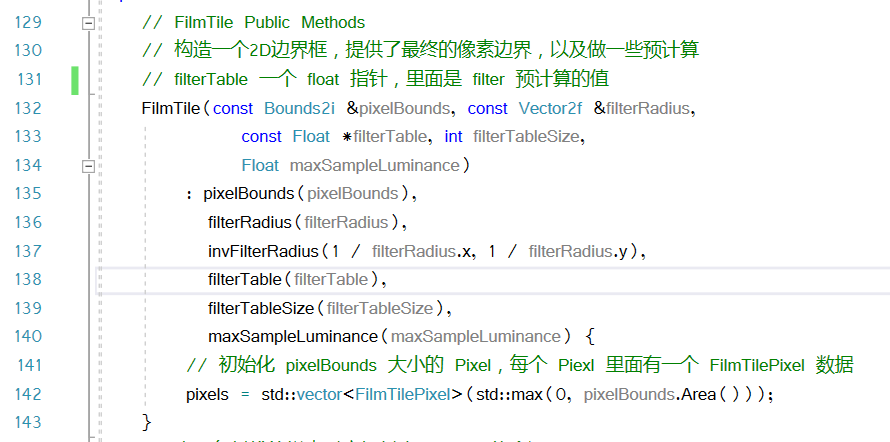 129 // FilmTile Public Methods
130 // 构造一个2D边界框，提供了最终的像素边界，以及做一些预计算
131 // filterTable 一个 float 指针，里面是 filter 预计算的值
132 FilmTile(const Bounds2i &pixelBounds, const Vector2f &filterRadius,
133 const Float *filterTable, int filterTableSize,
134 Float maxSampleLuminance)
135 : pixelBounds(pixelBounds),
136 filterRadius(filterRadius),
137 invFilterRadius(1 / filterRadius.x, 1 / filterRadius.y),
138 filterTable(filterTable),
139 filterTableSize(filterTableSize),
140 maxSampleLuminance(maxSampleLuminance) {
141 // 初始化 pixelBounds 大小的 Pixel，每个 Piexl 里面有一个 FilmTilePixel 数据
142 pixels = std::vector<FilmTilePixel>(std::max(0, pixelBounds.Area()));
143 }